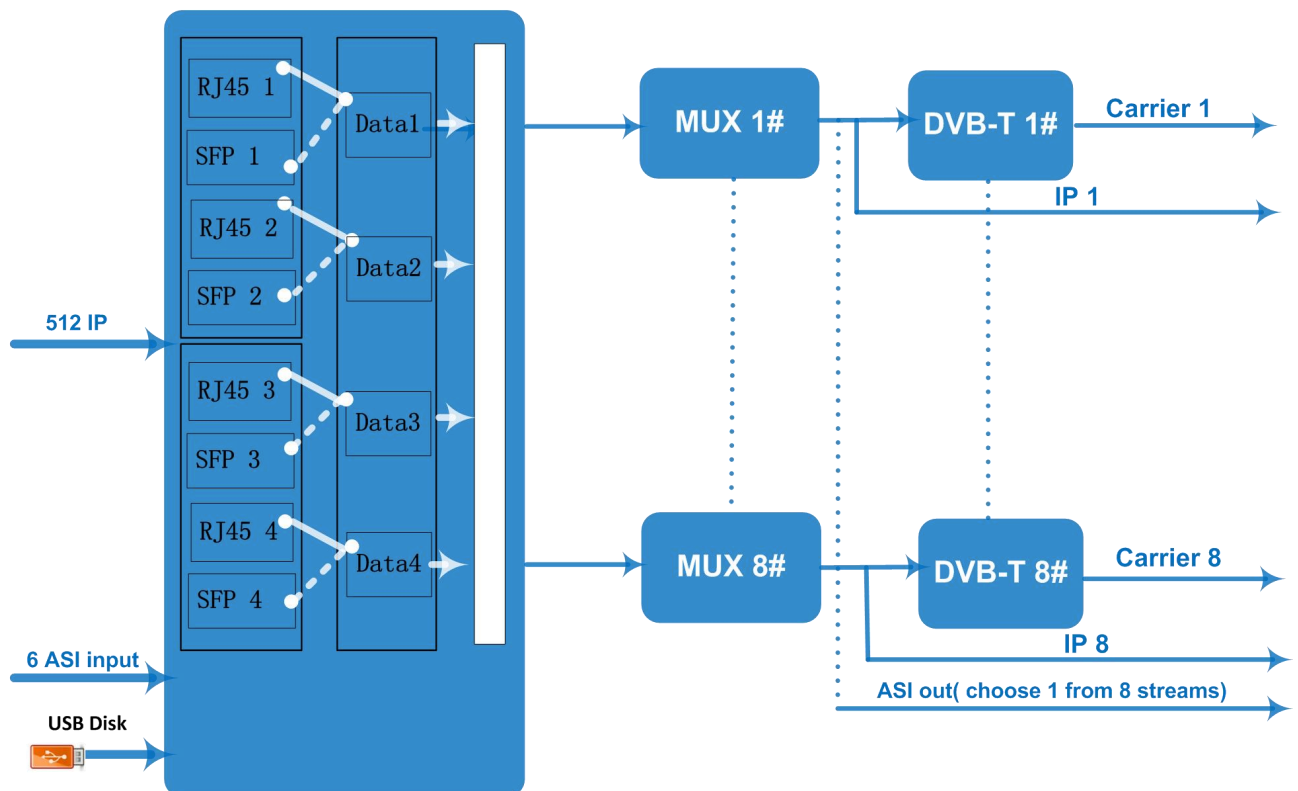 512 IP
6 ASI input
USB Disk
RJ45 1
SFP 1
RJ45 2
SFP 2
RJ45 3
SFP 3
RJ45 4
SFP 4
Data1
Data2
Data3
Data4
MUX 1#
DVB-T 1#
Carrier 1
IP 1
MUX 8#
DVB-T 8#
Carrier 8
IP 8
ASI out( choose 1 from 8 streams)